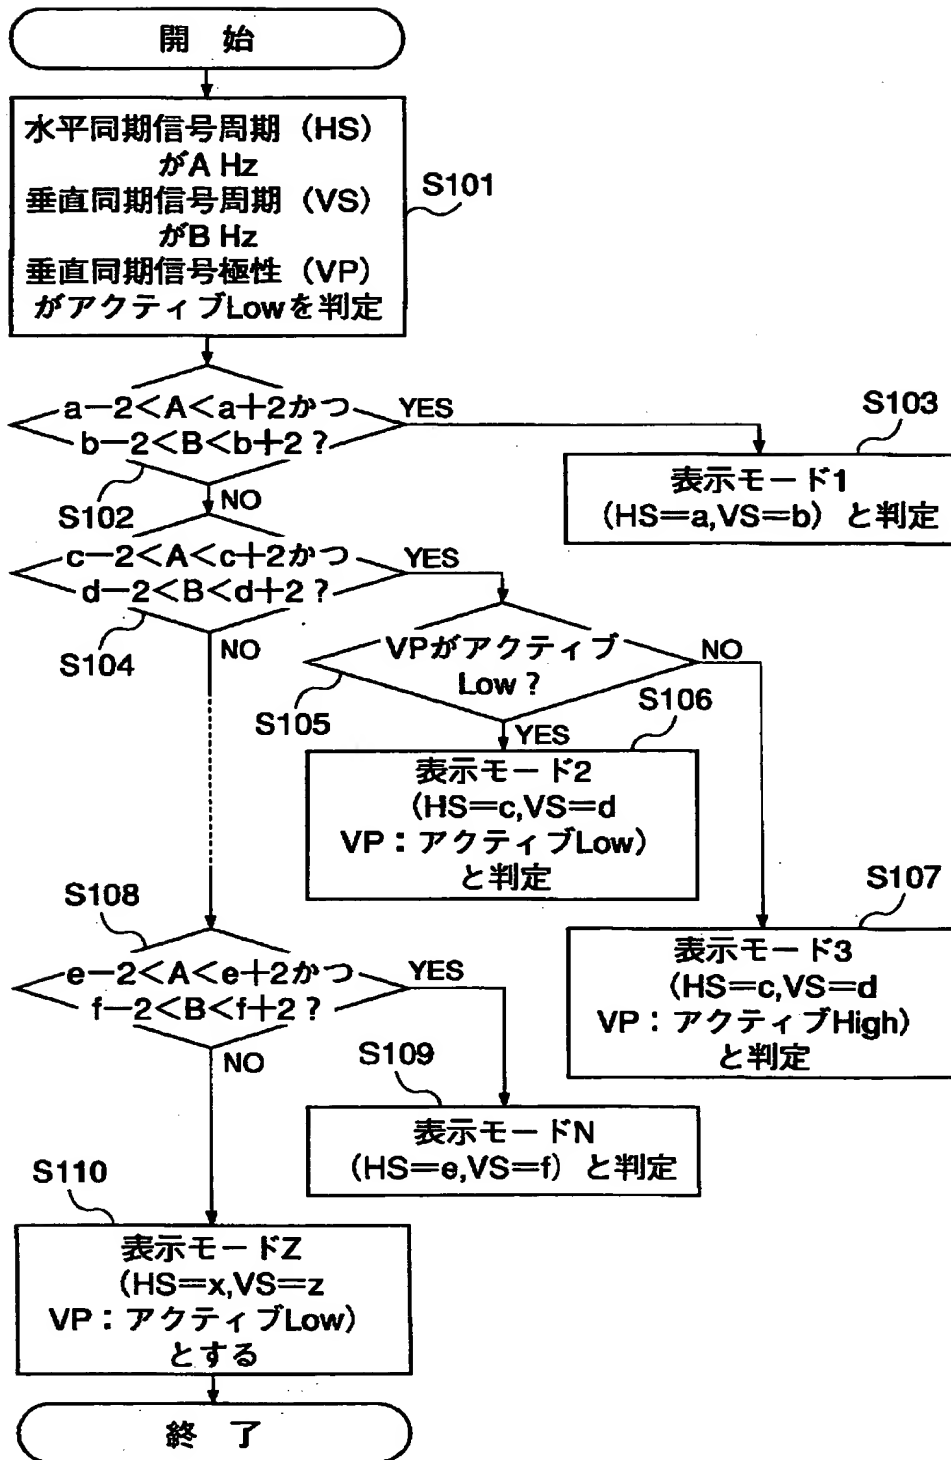 開 始
水平同期信号周期（HS）
がA Hz
垂直同期信号周期（VS）
がB Hz
垂直同期信号極性（VP）
がアクティブLowを判定
S101
a−2<A<a+2かつ
b−2<B<b+2？
YES
S103
S102
NO
表示モード1
（HS=a,VS=b）と判定
c−2<A<c+2かつ
d−2<B<d+2？
YES
S104
NO
VPがアクティブ
Low？
NO
S105
YES
S106
表示モード2
（HS=c,VS=d
VP：アクティブLow）
と判定
S107
表示モード3
（HS=c,VS=d
VP：アクティブHigh）
と判定
S108
e−2<A<e+2かつ
f−2<B<f+2？
YES
NO
S109
表示モードN
（HS=e,VS=f）と判定
S110
表示モードZ
（HS=x,VS=z
VP：アクティブLow）
とする
終 了